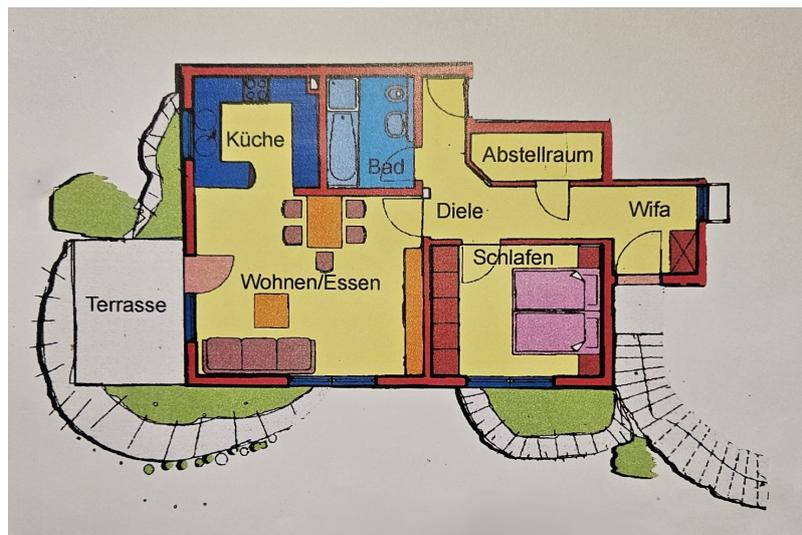 Küche
Bad
Abstellraum
Diele
Wifa
Schlafen
Wohnen/Essen
Terrasse